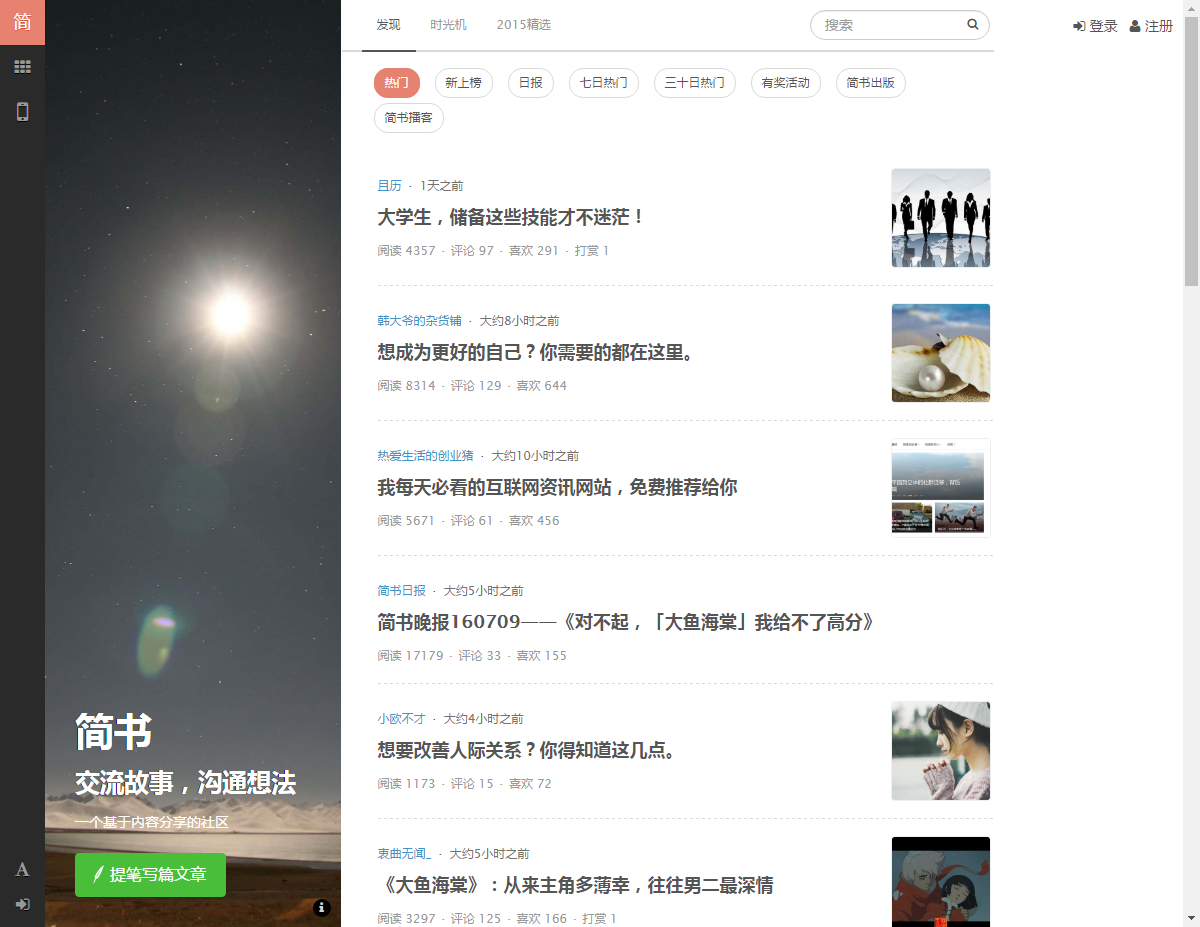 简
发现 时光机 2015精选
搜索
登录 注册
热门 新上榜 日报 七日热门 三十日热门 有奖活动 简书出版
简书播客
且历 · 1天之前
大学生，储备这些技能才不迷茫！
阅读 4357 · 评论 97 · 喜欢 291 · 打赏 1
韩大爷的杂货铺 · 大约8小时之前
想成为更好的自己？你需要的都在这里。
阅读 8314 · 评论 129 · 喜欢 644
热爱生活的创业猪 · 大约10小时之前
我每天必看的互联网资讯网站，免费推荐给你
阅读 5671 · 评论 61 · 喜欢 456
简书日报 · 大约5小时之前
简书晚报160709——《对不起，「大鱼海棠」我给不了高分》
阅读 17179 · 评论 33 · 喜欢 155
小欧不才 · 大约4小时之前
想要改善人际关系？你得知道这几点。
阅读 1173 · 评论 15 · 喜欢 72
衷曲无闻_ · 大约5小时之前
《大鱼海棠》：从来主角多薄幸，往往男二最深情
阅读 3297 · 评论 125 · 喜欢 166 · 打赏 1
简书
交流故事，沟通想法
一个基于内容分享的社区
提笔写篇文章
A